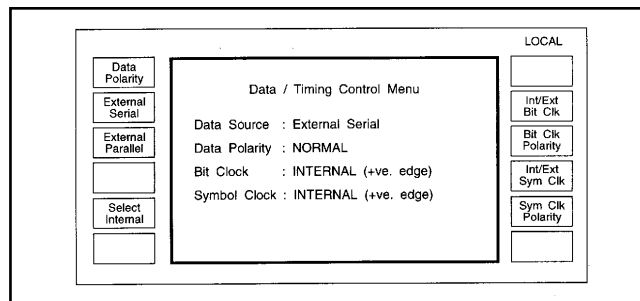 LOCAL
Data
Polarity
External
Serial
External
Parallel
Select
Internal
Data / Timing Control Menu
Data Source : External Serial
Data Polarity : NORMAL
Bit Clock : INTERNAL (+ve. edge)
Symbol Clock : INTERNAL (+ve. edge)
Int/Ext
Bit Clk
Bit Clk
Polarity
Int/Ext
Sym Clk
Sym Clk
Polarity